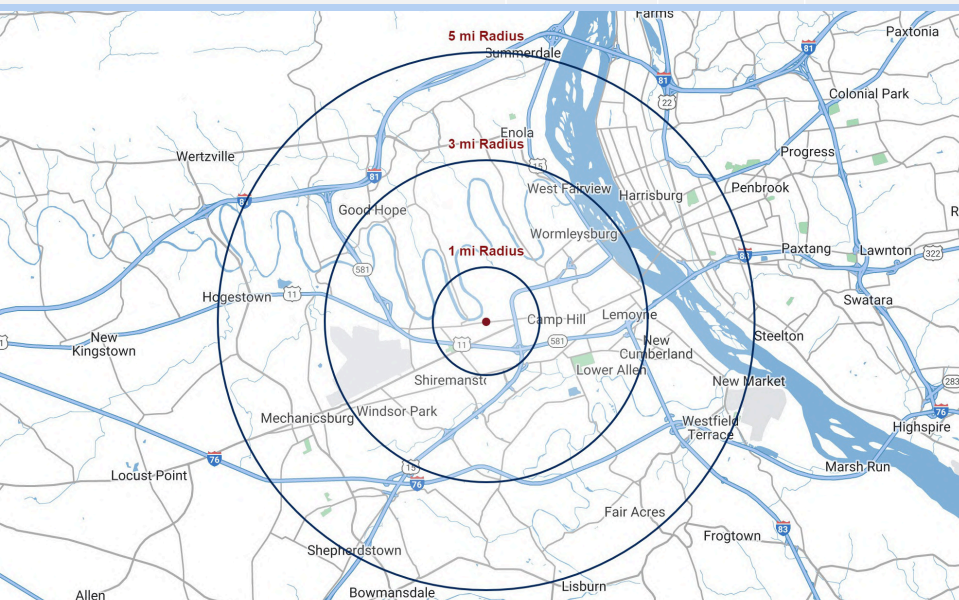 Farms
Paxtonia
5 mi Radius
Summerdale
81
81
Colonial Park
22
Enola
3 mi Radius
Wertzville
15
Progress
81
West Fairview
Penbrook
81
Harrisburg
Good Hope
Wormleysburg
1 mi Radius
83
Paxtang
Lawnton
322
581
Hogestown
11
Swatara
Camp Hill
Lemoyne
New
Kingstown
11
581
Steelton
New
Cumberland
Lower Allen
Shiremansto
New Market
283
76
Mechanicsburg
Windsor Park
Westfield
Terrace
Highspire
76
15
Marsh Run
Locust Point
76
Fair Acres
83
Frogtown
Shepherdstown
Lisburn
Bowmansdale
Allen